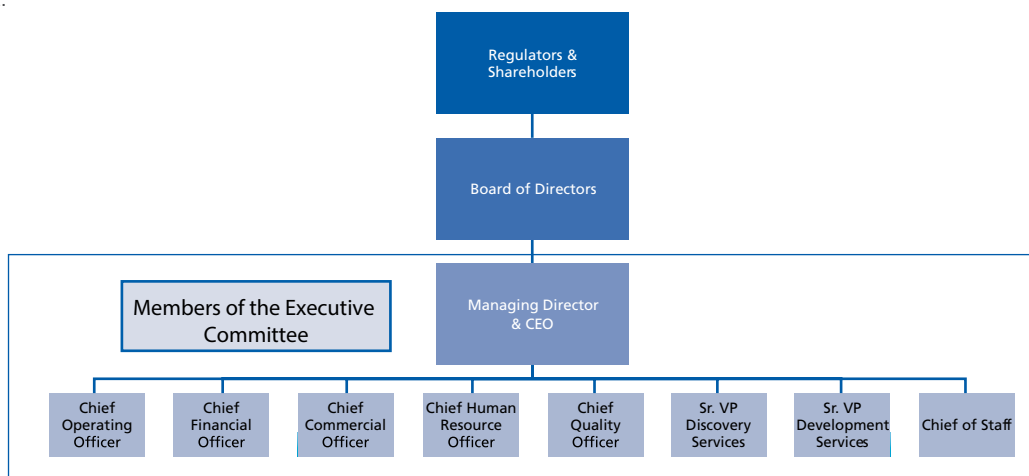 .
Regulators &
Shareholders
Board of Directors
Members of the Executive
Committee
Managing Director
& CEO
Chief
Operating
Officer
Chief
Financial
Officer
Chief
Commercial
Officer
Chief Human
Resource
Officer
Chief
Quality
Officer
Sr. VP
Discovery
Services
Sr. VP
Development
Services
Chief of Staff